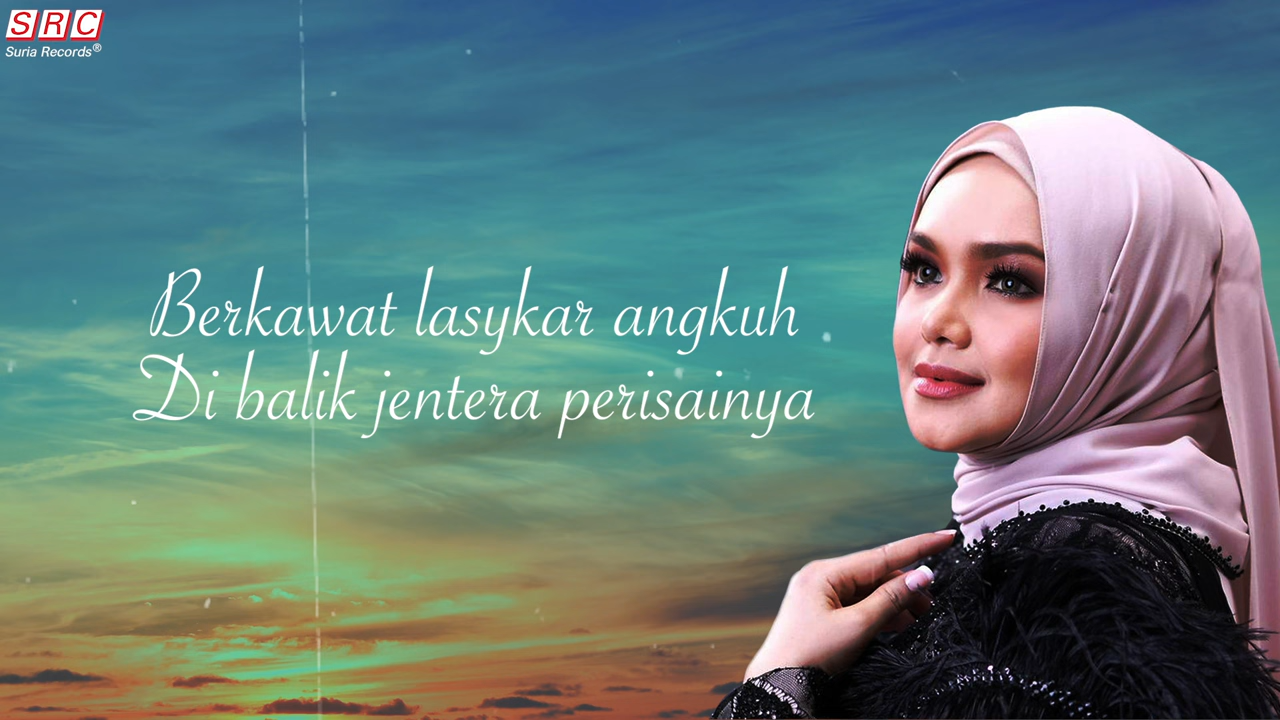 SRC
Suria Records®
Berkawat lasykar angkuh
Di balik jentera perisainya